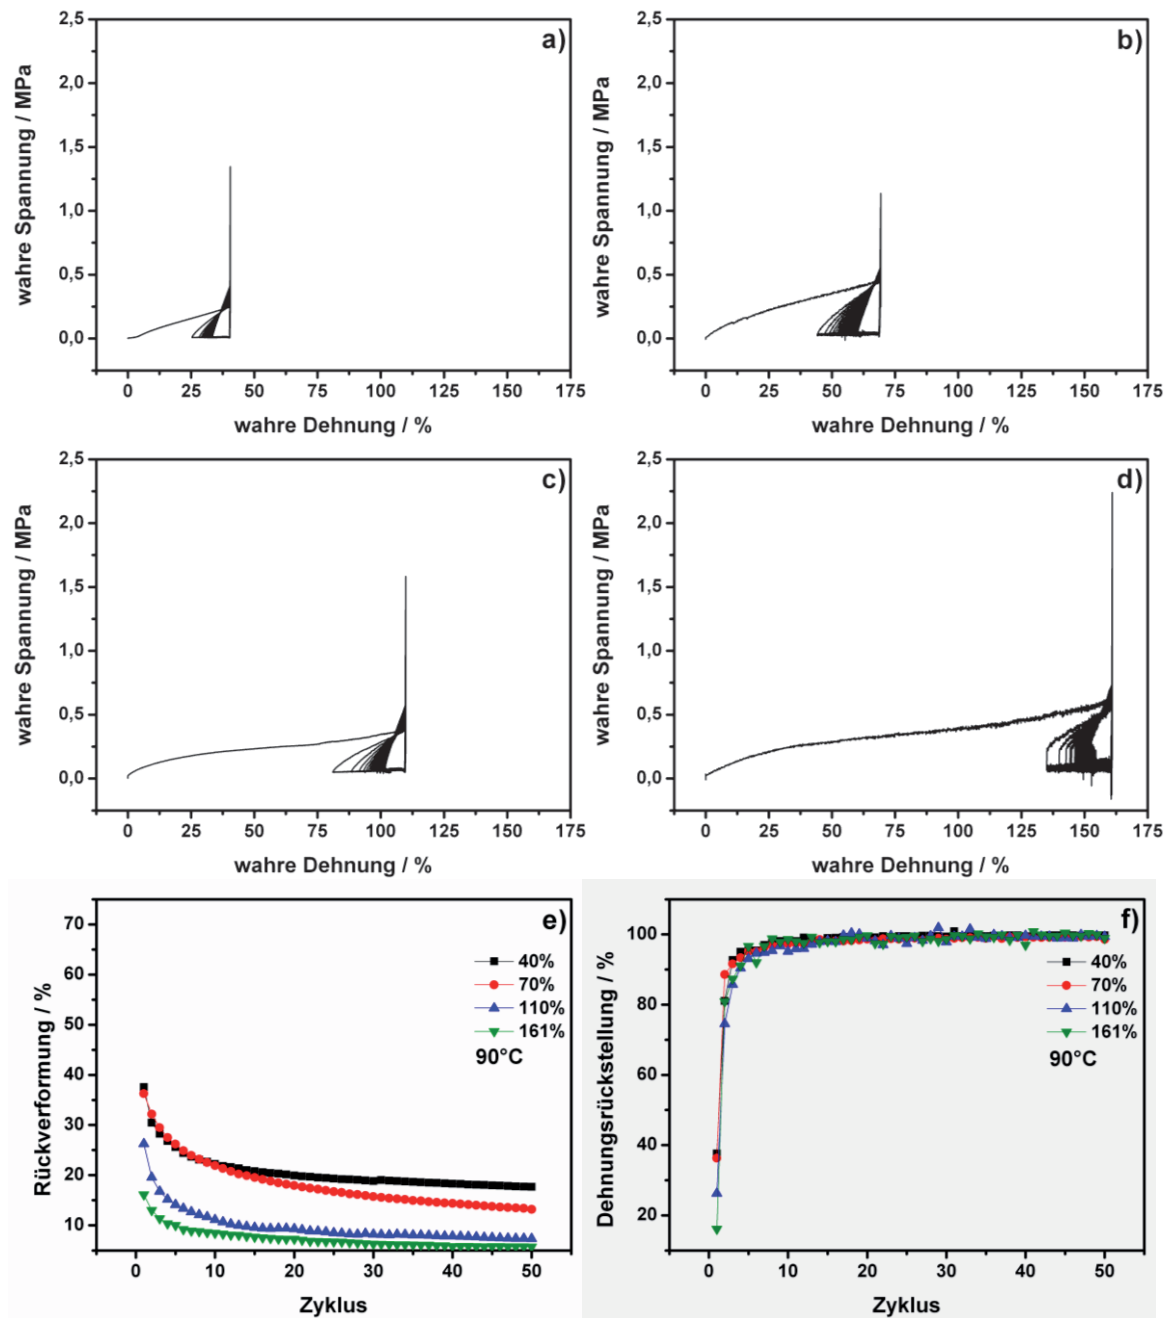 a)
wahre Spannung / MPa
2,5
2,0
1,5
1,0
0,5
0,0
0 25 50 75 100 125 150 175
wahre Dehnung / %
b)
wahre Spannung / MPa
2,5
2,0
1,5
1,0
0,5
0,0
0 25 50 75 100 125 150 175
wahre Dehnung / %
c)
wahre Spannung / MPa
2,5
2,0
1,5
1,0
0,5
0,0
0 25 50 75 100 125 150 175
wahre Dehnung / %
d)
wahre Spannung / MPa
2,5
2,0
1,5
1,0
0,5
0,0
0 25 50 75 100 125 150 175
wahre Dehnung / %
e)
Rückverformung / %
70
60
50
40
30
20
10
40%
70%
110%
161%
90°C
0 10 20 30 40 50
Zyklus
f)
Dehnungsrückstellung / %
100
80
60
40
20
40%
70%
110%
161%
90°C
0 10 20 30 40 50
Zyklus